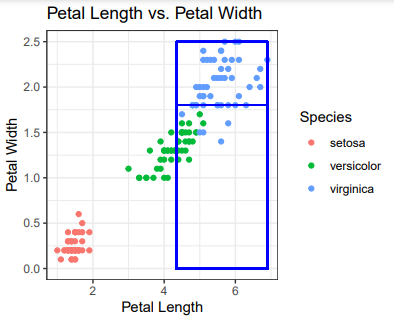 Petal Length vs. Petal Width
Petal Width
2.5
2.0
1.5
1.0
0.5
0.0
2
4
6
Petal Length
Species
setosa
versicolor
virginica